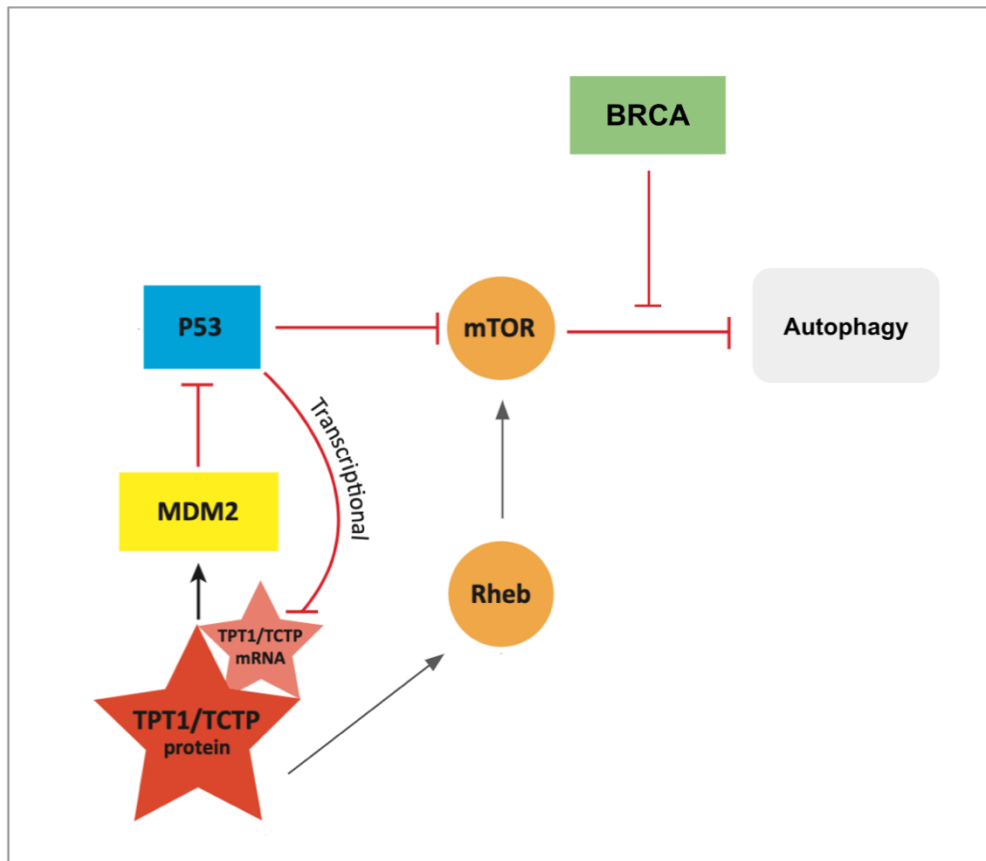 BRCA
P53
mTOR
Autophagy
Transcriptional
MDM2
Rheb
TPT1/TCTP
mRNA
TPT1/TCTP
protein